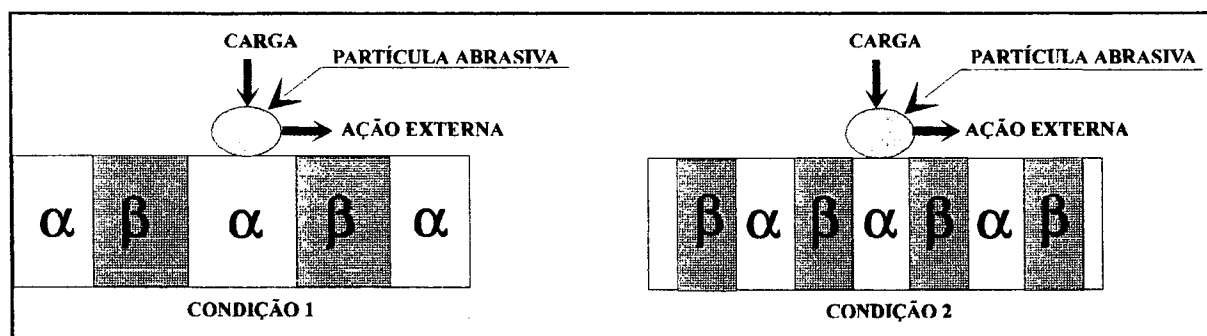 CARGA
PARTÍCULA ABRASIVA
AÇÃO EXTERNA
α β α β α
CONDIÇÃO 1
CARGA
PARTÍCULA ABRASIVA
AÇÃO EXTERNA
β α β α β α β
CONDIÇÃO 2